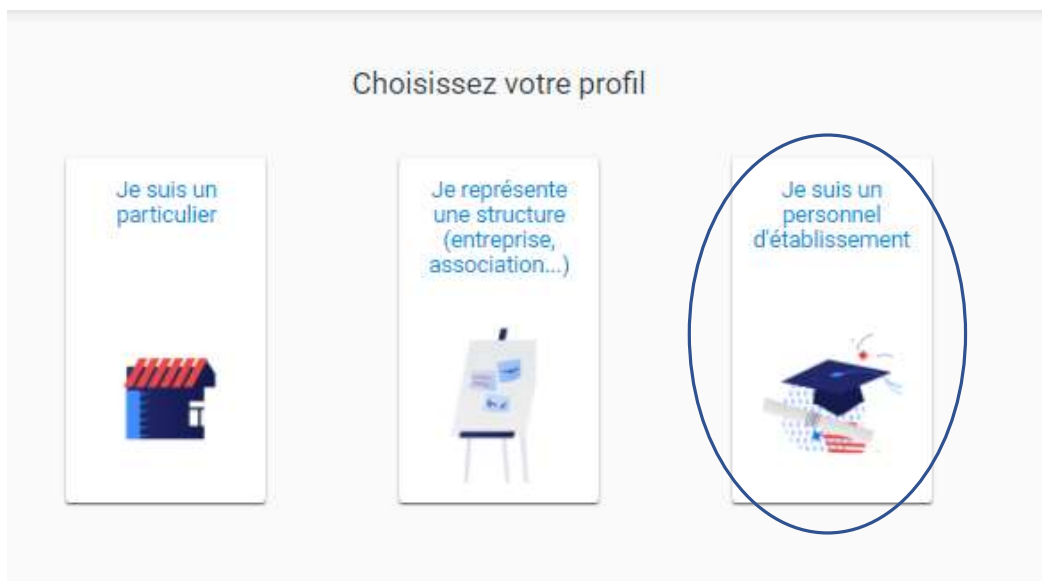 Choisissez votre profil
Je suis un
particulier
Je représente
une structure
(entreprise,
association...)
Je suis un
personnel
d'établissement